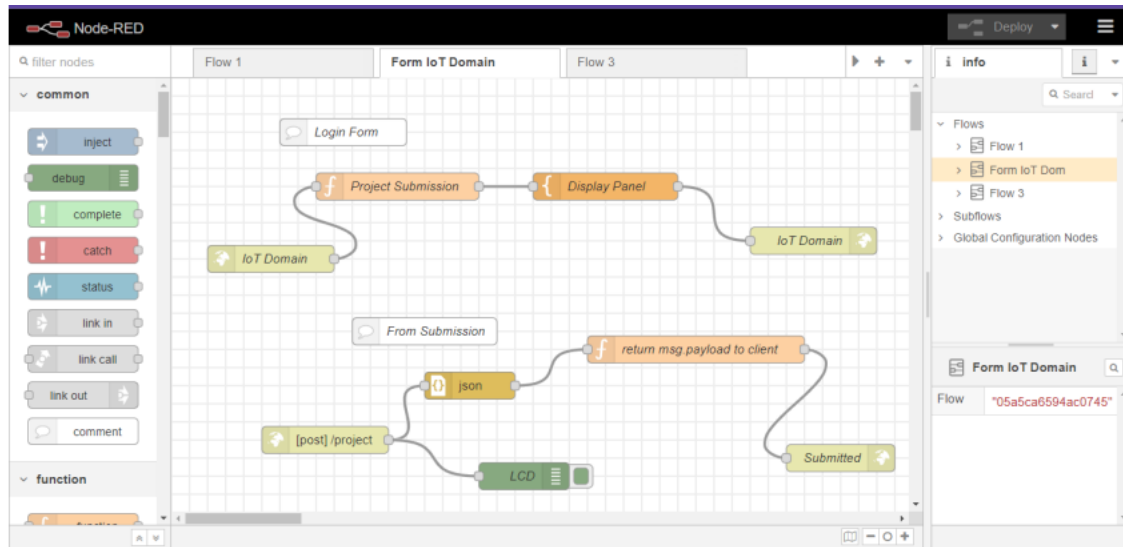 Node-RED
Deploy
filter nodes
Flow 1
Form IoT Domain
Flow 3
info
i
Searcl
common
inject
debug
complete
catch
status
link in
link call
link out
comment
function
function
Login Form
Project Submission
Display Panel
IoT Domain
IoT Domain
From Submission
return msg.payload to client
json
[post] /project
LCD
Submitted
Flows
Flow 1
Form IoT Dom
Flow 3
Subflows
Global Configuration Nodes
Form IoT Domain
Flow "05a5ca6594ac0745"